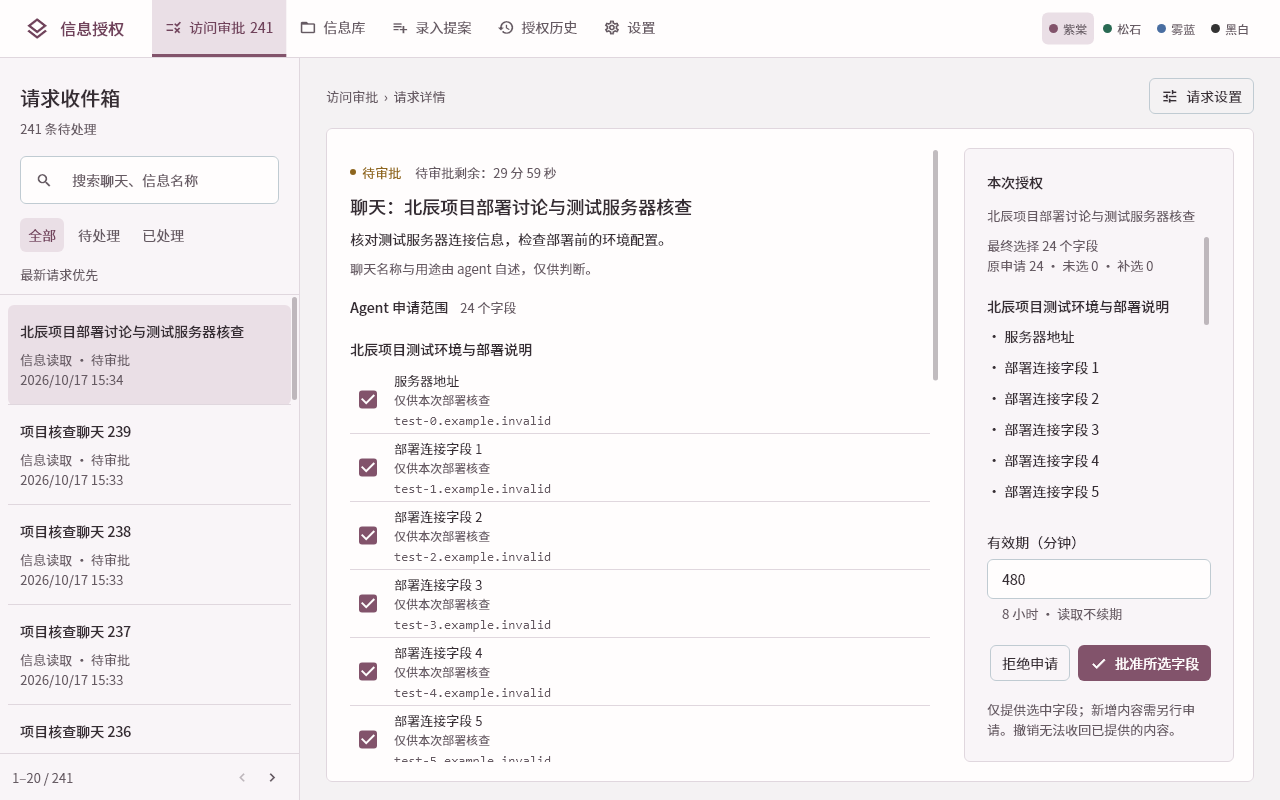 信息授权
访问审批 241
信息库
录入提案
授权历史
设置
紫棠
松石
雾蓝
黑白
请求收件箱
241 条待处理
搜索聊天、信息名称
全部
待处理
已处理
最新请求优先
北辰项目部署讨论与测试服务器核查
信息读取 · 待审批
2026/10/17 15:34
项目核查聊天 239
信息读取 · 待审批
2026/10/17 15:33
项目核查聊天 238
信息读取 · 待审批
2026/10/17 15:33
项目核查聊天 237
信息读取 · 待审批
2026/10/17 15:33
项目核查聊天 236
1–20 / 241
访问审批 › 请求详情
请求设置
待审批 待审批剩余：29 分 59 秒
聊天：北辰项目部署讨论与测试服务器核查
核对测试服务器连接信息，检查部署前的环境配置。
聊天名称与用途由 agent 自述，仅供判断。
Agent 申请范围 24 个字段
北辰项目测试环境与部署说明
服务器地址
仅供本次部署核查
test-0.example.invalid
部署连接字段 1
仅供本次部署核查
test-1.example.invalid
部署连接字段 2
仅供本次部署核查
test-2.example.invalid
部署连接字段 3
仅供本次部署核查
test-3.example.invalid
部署连接字段 4
仅供本次部署核查
test-4.example.invalid
部署连接字段 5
仅供本次部署核查
test-5.example.invalid
本次授权
北辰项目部署讨论与测试服务器核查
最终选择 24 个字段
原申请 24 · 未选 0 · 补选 0
北辰项目测试环境与部署说明
· 服务器地址
· 部署连接字段 1
· 部署连接字段 2
· 部署连接字段 3
· 部署连接字段 4
· 部署连接字段 5
有效期（分钟）
480
8 小时 · 读取不续期
拒绝申请
批准所选字段
仅提供选中字段；新增内容需另行申
请。撤销无法收回已提供的内容。